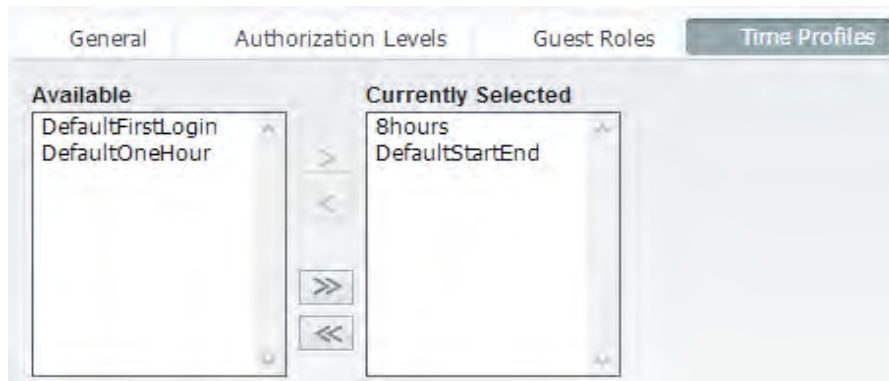 General Authorization Levels Guest Roles Time Profiles
Available Currently Selected
DefaultFirstLogin 8hours
DefaultOneHour DefaultStartEnd
>
<
>>
<<